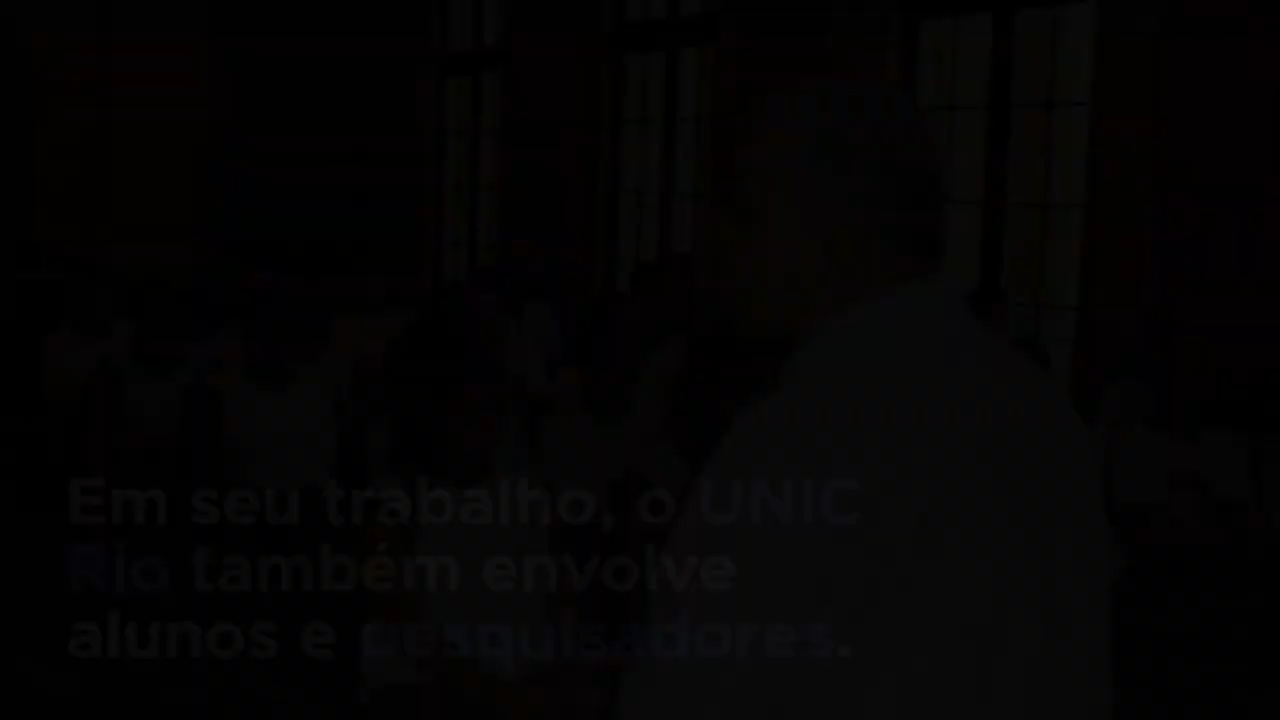 Em seu trabalho, o UNIC
Rio também envolve
alunos e pesquisadores.